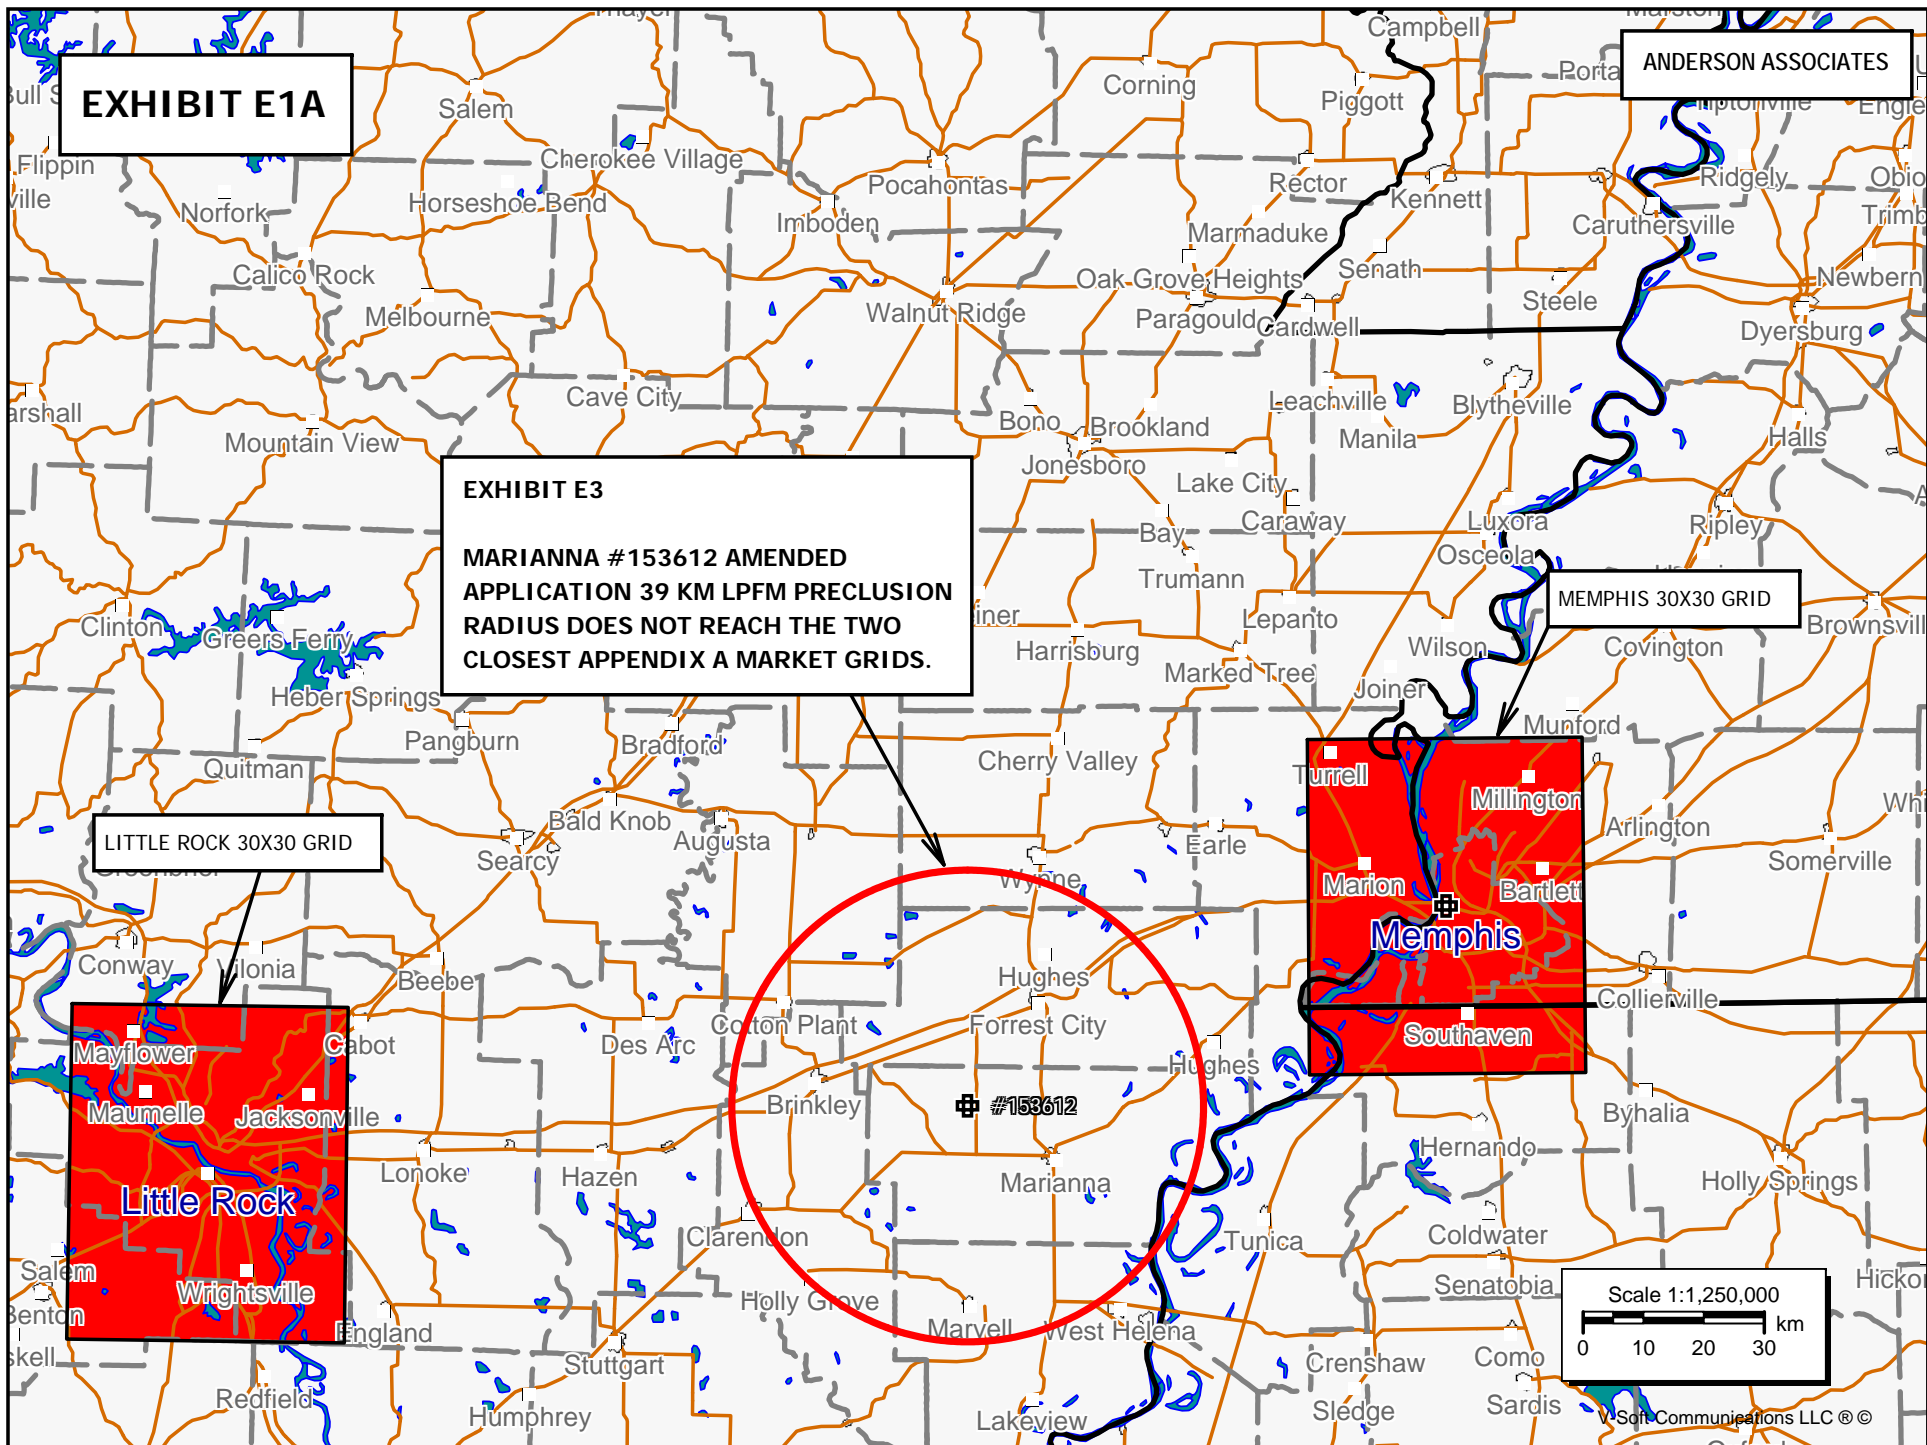 Campbell
ANDERSON ASSOCIATES
EXHIBIT E1A
Salem
Corning
Piggott
Flippin
Cherokee Village
Pocahontas
Rector
Kennett
Ridgely
Norfork
Horseshoe Bend
Imboden
Marmaduke
Caruthersville
Calico Rock
Oak Grove Heights
Senath
Newbern
Melbourne
Walnut Ridge
Paragould
Cardwell
Steele
Dyersburg
Cave City
Leachville
Blytheville
Mountain View
Bono
Brookland
Manila
Halls
Jonesboro
Lake City
EXHIBIT E3
Bay
Caraway
Luxora
Ripley
Osceola
MARIANNA #153612 AMENDED
APPLICATION 39 KM LPFM PRECLUSION
RADIUS DOES NOT REACH THE TWO
CLOSEST APPENDIX A MARKET GRIDS.
Trumann
MEMPHIS 30X30 GRID
Clinton
Greers Ferry
Lepanto
Harrisburg
Wilson
Covington
Marked Tree
Heber Springs
Joiner
Pangburn
Bradford
Munford
Quitman
Cherry Valley
Turrell
Millington
Bald Knob
Augusta
Earle
Arlington
LITTLE ROCK 30X30 GRID
Searcy
Somerville
Wynne
Marion
Bartlett
Memphis
Conway
Vilonia
Beebe
Hughes
Collierville
Cotton Plant
Forrest City
Mayflower
Cabot
Des Arc
Southaven
Hughes
Maumelle
Jacksonville
Brinkley
#153612
Byhalia
Lonoke
Hazen
Marianna
Hernando
Holly Springs
Little Rock
Clarendon
Tunica
Coldwater
Salem
Wrightsville
Holly Grove
Senatobia
Scale 1:1,250,000
km
0 10 20 30
Benton
England
Marvell
West Helena
Stuttgart
Crenshaw
Como
Redfield
Humphrey
Lakeview
Sledge
Sardis
V-Soft Communications LLC ® ©